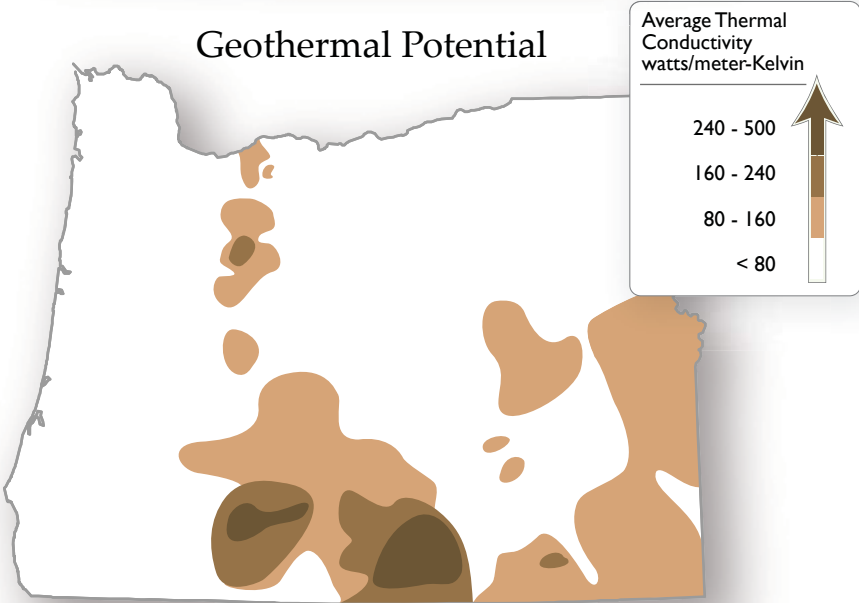 Geothermal Potential
Average Thermal
Conductivity
watts/meter-Kelvin
240 - 500
160 - 240
80 - 160
< 80